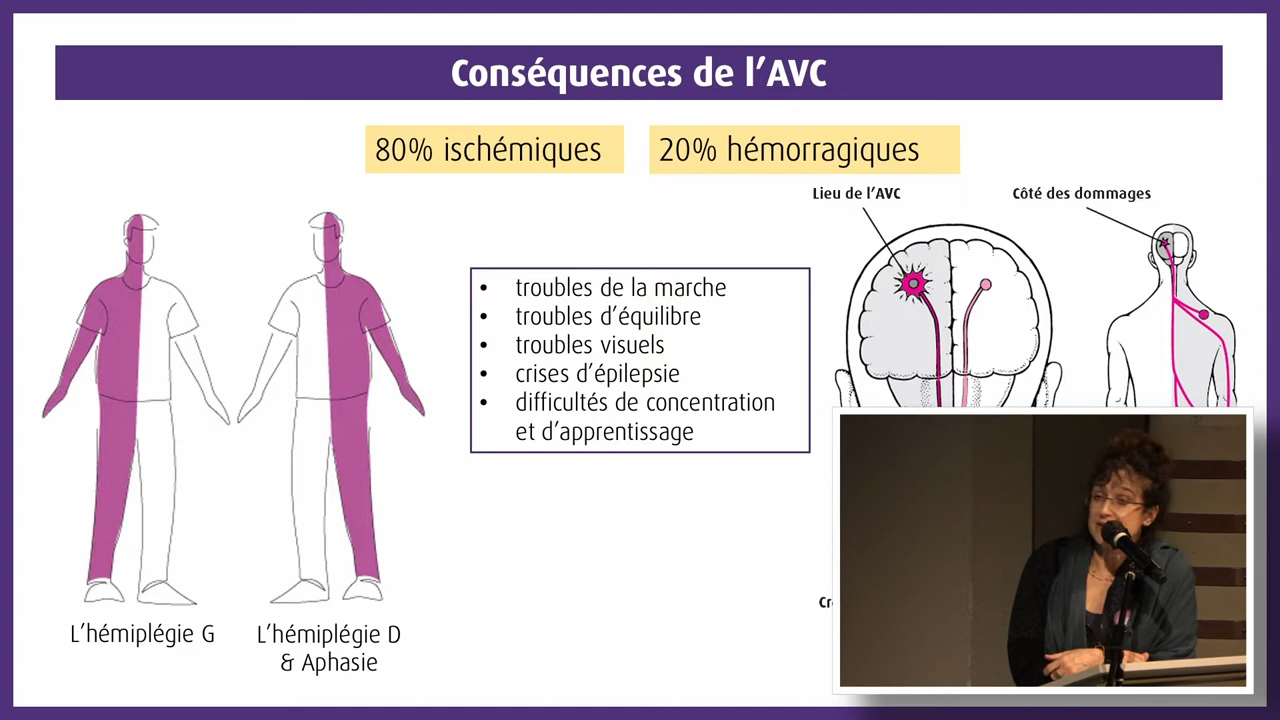 Conséquences de l'AVC
80% ischémiques
20% hémorragiques
Lieu de l'AVC
Côté des dommages
• troubles de la marche
• troubles d'équilibre
• troubles visuels
• crises d'épilepsie
• difficultés de concentration
et d'apprentissage
L'hémiplégie G
L'hémiplégie D
& Aphasie